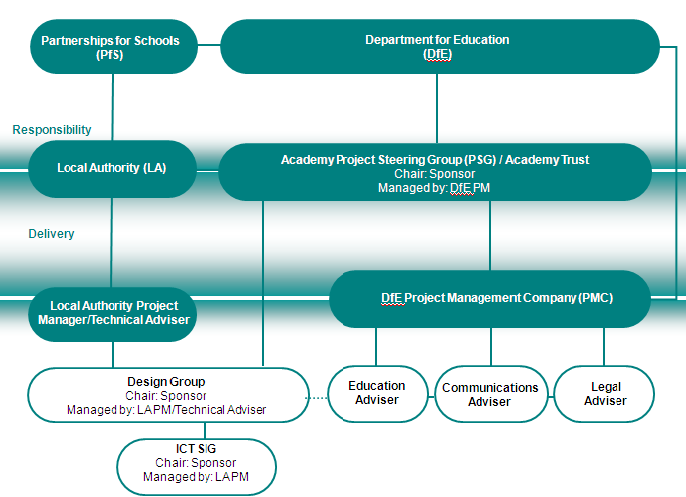 Partnerships for Schools
(PfS)
Department for Education
(DfE)
Responsibility
Local Authority (LA)
Academy Project Steering Group (PSG) / Academy Trust
Chair: Sponsor
Managed by: DfE PM
Delivery
Local Authority Project
Manager/Technical Adviser
DfE Project Management Company (PMC)
Design Group
Chair: Sponsor
Managed by: LAPM/Technical Adviser
Education
Adviser
Communications
Adviser
Legal
Adviser
ICT SIG
Chair: Sponsor
Managed by: LAPM